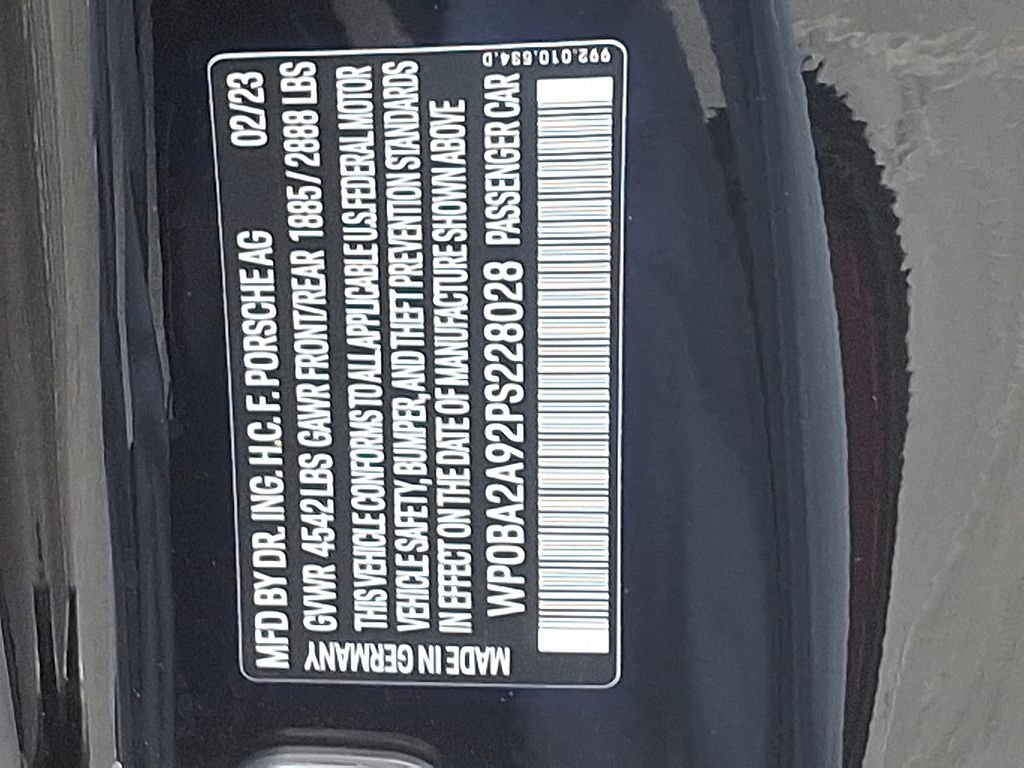 MFD BY DR. ING. H.C. F. PORSCHE AG 02/23
GVWR 4542 LBS GAWR FRONT/REAR 1885 / 2888 LBS
THIS VEHICLE CONFORMS TO ALL APPLICABLE U.S. FEDERAL MOTOR
VEHICLE SAFETY, BUMPER, AND THEFT PREVENTION STANDARDS
IN EFFECT ON THE DATE OF MANUFACTURE SHOWN ABOVE
WP0BA2A92PS228028 PASSENGER CAR
MADE IN GERMANY
992.010.634.D